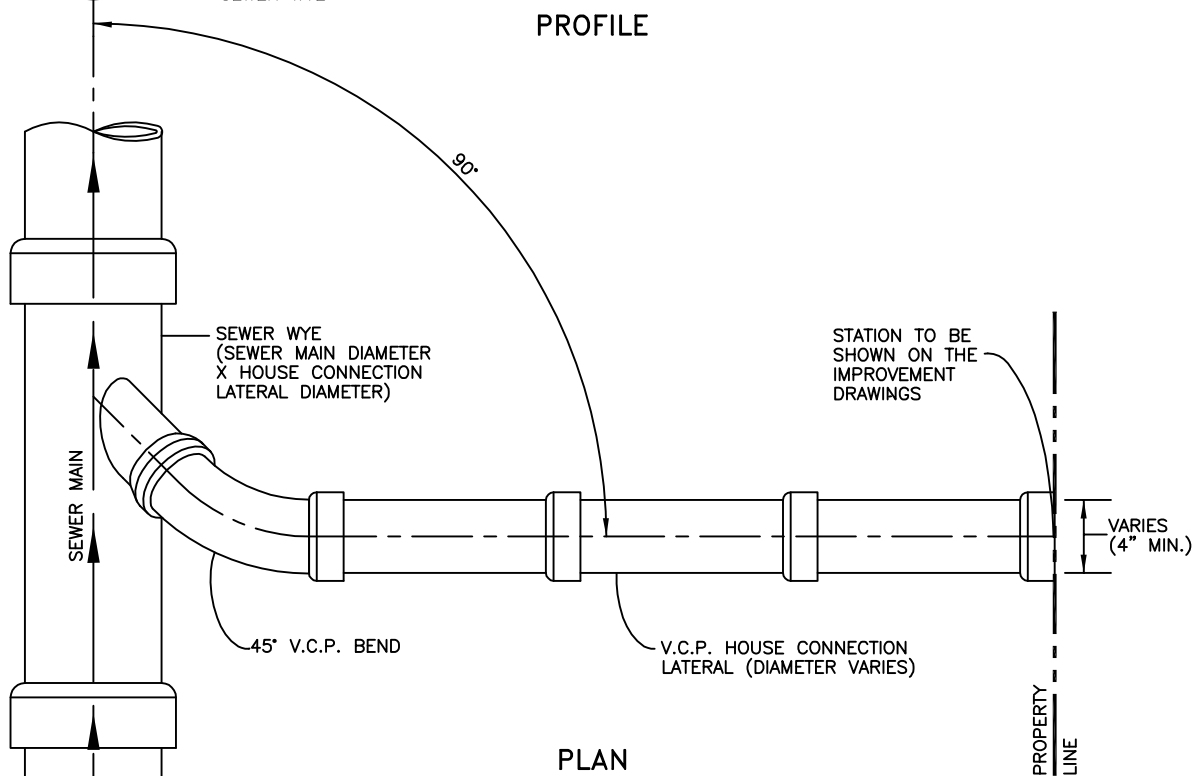 PROFILE
90°
SEWER WYE
(SEWER MAIN DIAMETER
X HOUSE CONNECTION
LATERAL DIAMETER)
STATION TO BE
SHOWN ON THE
IMPROVEMENT
DRAWINGS
SEWER MAIN
VARIES
(4" MIN.)
45° V.C.P. BEND
V.C.P. HOUSE CONNECTION
LATERAL (DIAMETER VARIES)
PROPERTY
LINE
PLAN